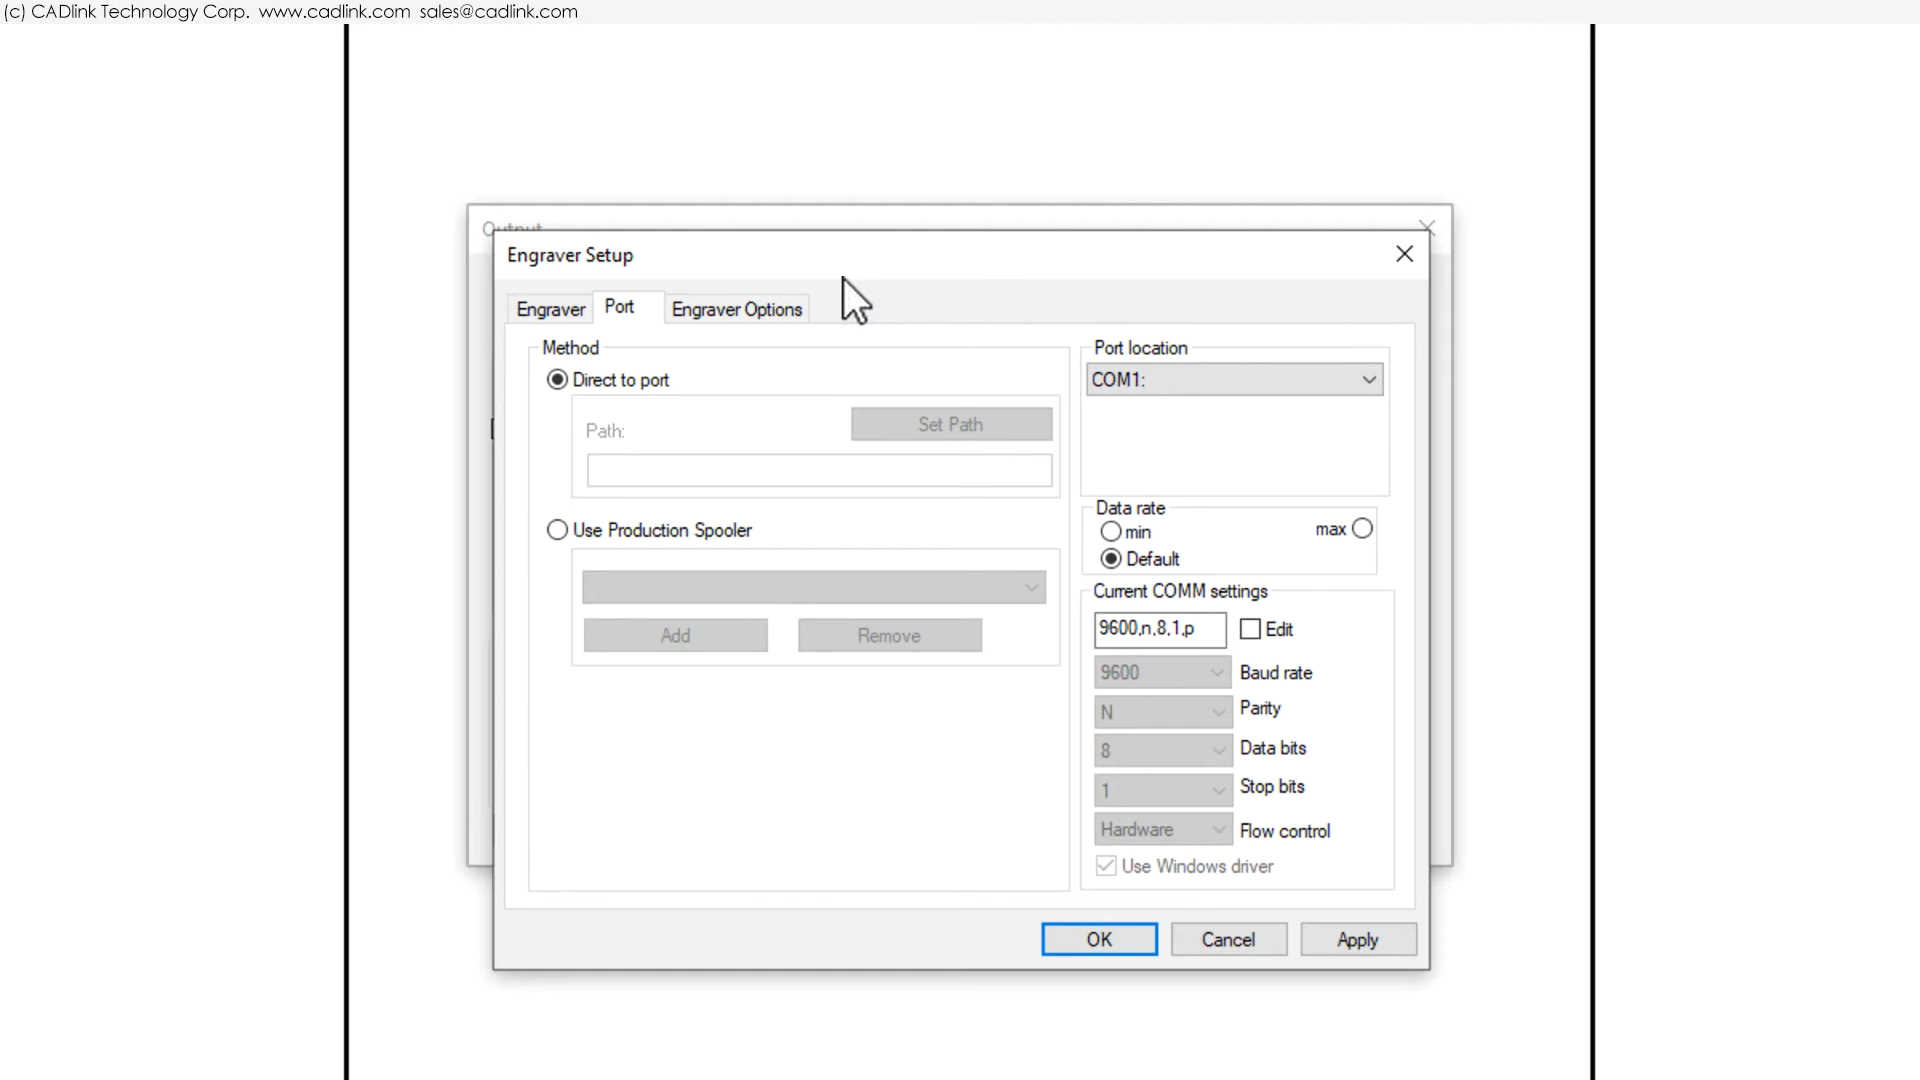 (c) CADlink Technology Corp.  www.cadlink.com  sales@cadlink.com
Output
Engraver Setup
Engraver
Port
Engraver Options
Method
Direct to port
Path:
Set Path
Use Production Spooler
Add
Remove
Port location
COM1:
Data rate
min
max
Default
Current COMM settings
9600,n,8,1,p
Edit
9600
Baud rate
N
Parity
8
Data bits
1
Stop bits
Hardware
Flow control
Use Windows driver
OK
Cancel
Apply